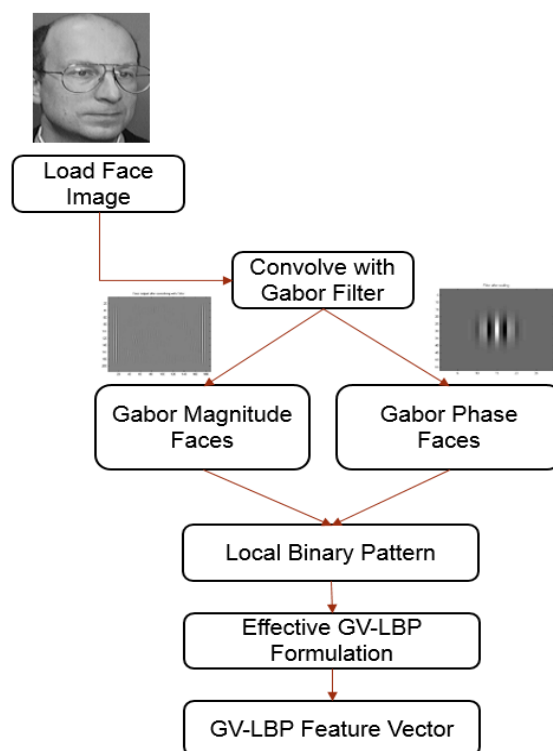 Load Face
Image
Convolve with
Gabor Filter
Gabor Magnitude
Faces
Gabor Phase
Faces
Local Binary Pattern
Effective GV-LBP
Formulation
GV-LBP Feature Vector